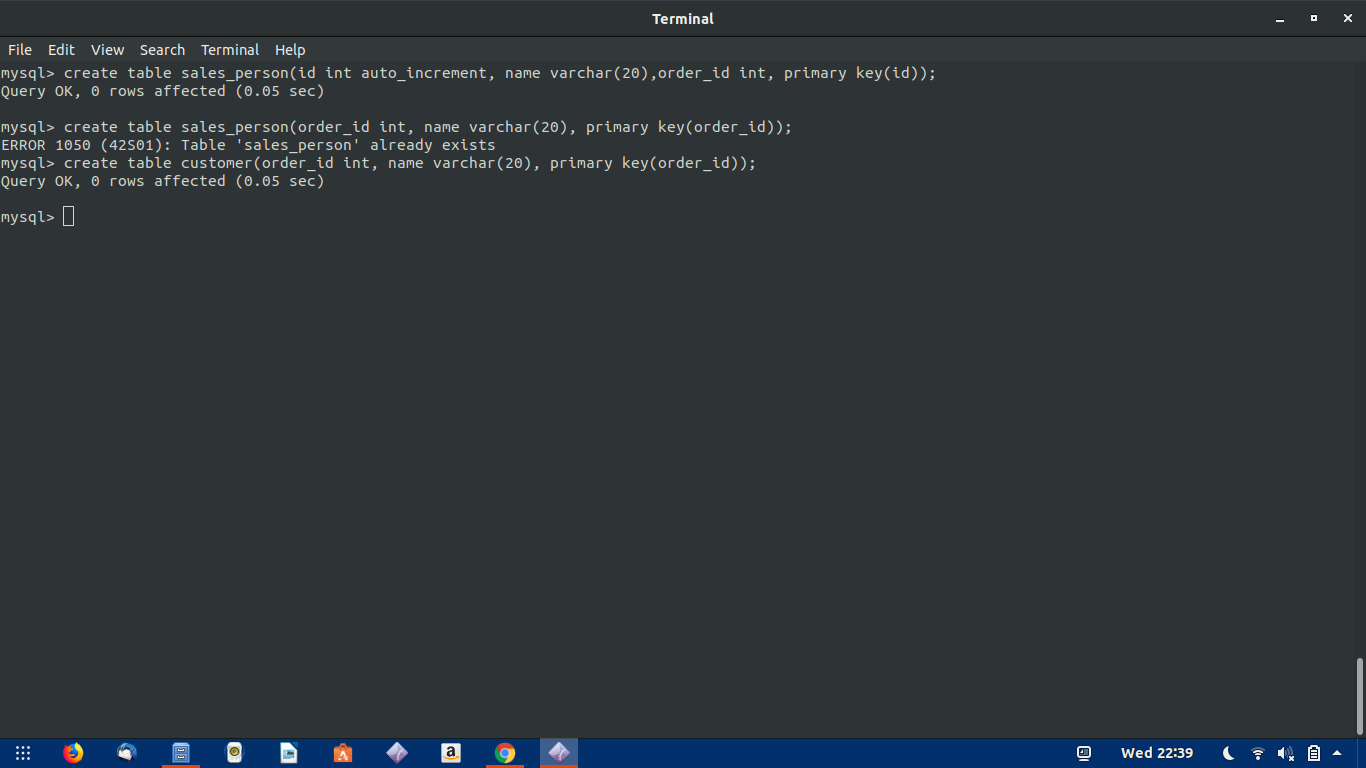 Terminal
File Edit View Search Terminal Help
mysql> create table sales_person(id int auto_increment, name varchar(20),order_id int, primary key(id));
Query OK, 0 rows affected (0.05 sec)
mysql> create table sales_person(order_id int, name varchar(20), primary key(order_id));
ERROR 1050 (42S01): Table 'sales_person' already exists
mysql> create table customer(order_id int, name varchar(20), primary key(order_id));
Query OK, 0 rows affected (0.05 sec)
mysql>
a
Wed 22:39